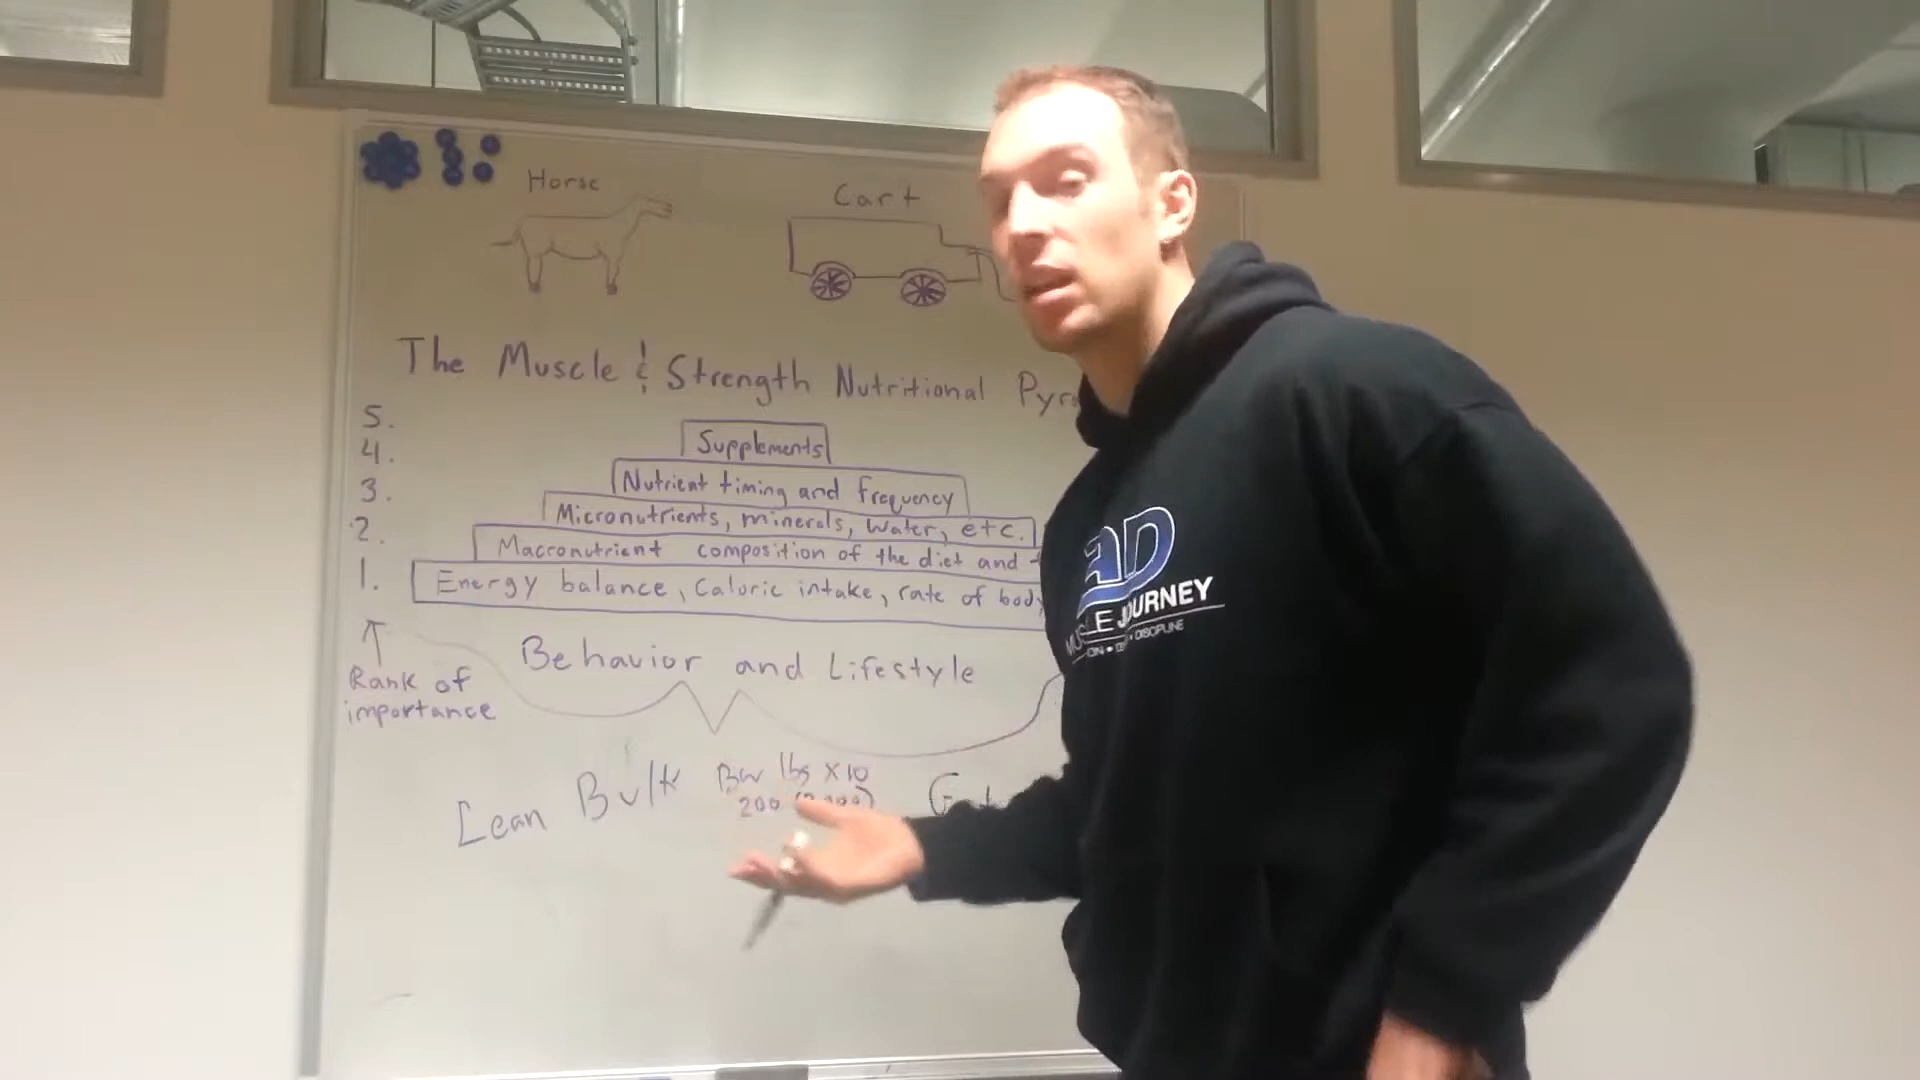 Horse
Cart
The Muscle & Strength Nutritional
5.
Supplements
4.
Nutrient timing and frequency
3.
Micronutrients, minerals, water, etc.
2.
Macronutrient composition of the diet and
1.
Energy balance, Caloric intake, rate of body
Behavior and Lifestyle
Rank of
importance
Lean Bulk
BW lbs x10
200
JOURNEY
DISCIPLINE